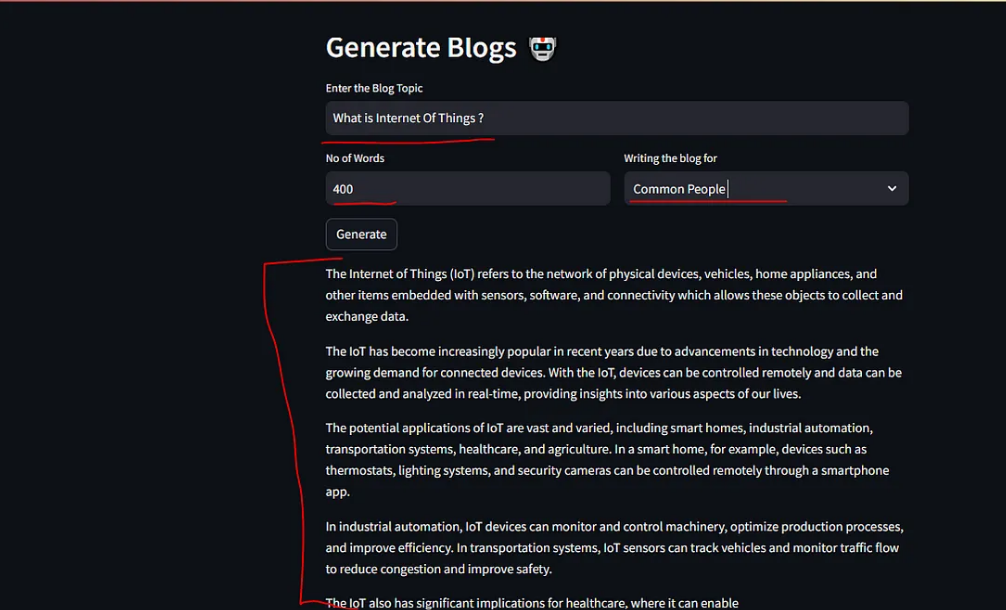 Generate Blogs
Enter the Blog Topic
What is Internet Of Things ?
No of Words
Writing the blog for
400
Common People
Generate
The Internet of Things (IoT) refers to the network of physical devices, vehicles, home appliances, and
other items embedded with sensors, software, and connectivity which allows these objects to collect and
exchange data.
The IoT has become increasingly popular in recent years due to advancements in technology and the
growing demand for connected devices. With the IoT, devices can be controlled remotely and data can be
collected and analyzed in real-time, providing insights into various aspects of our lives.
The potential applications of IoT are vast and varied, including smart homes, industrial automation,
transportation systems, healthcare, and agriculture. In a smart home, for example, devices such as
thermostats, lighting systems, and security cameras can be controlled remotely through a smartphone
app.
In industrial automation, IoT devices can monitor and control machinery, optimize production processes,
and improve efficiency. In transportation systems, IoT sensors can track vehicles and monitor traffic flow
to reduce congestion and improve safety.
The IoT also has significant implications for healthcare, where it can enable